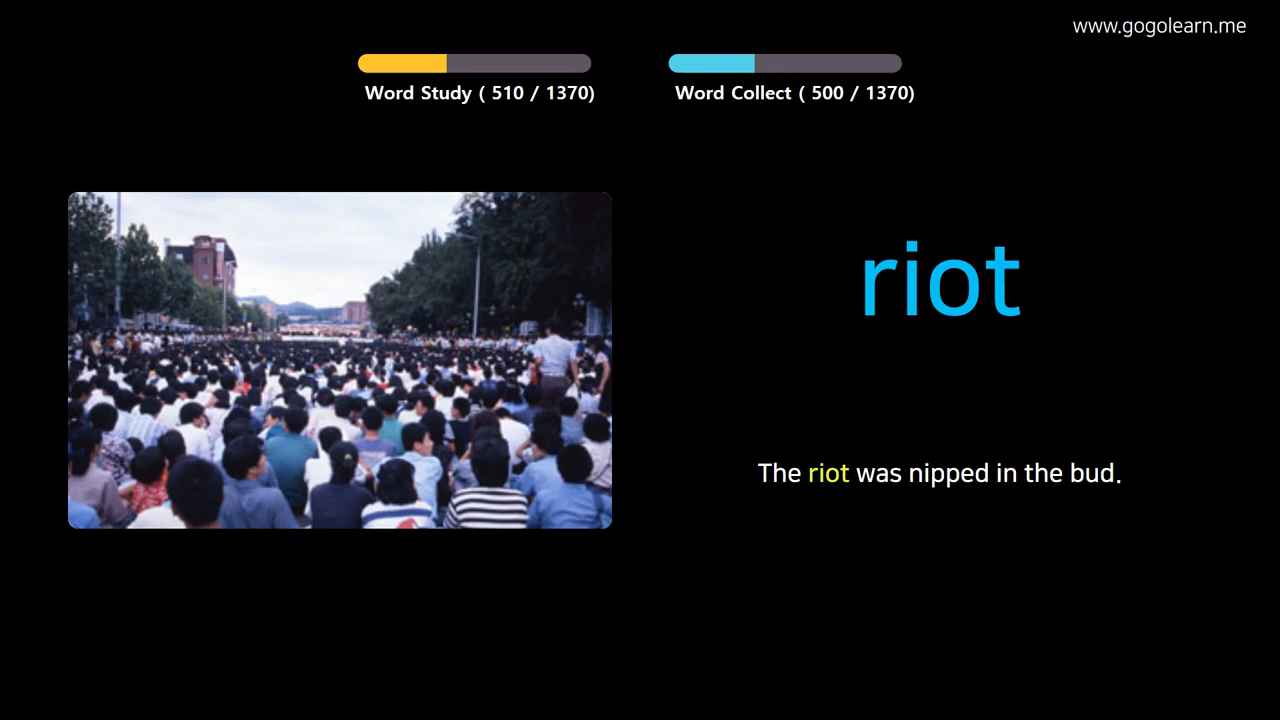 www.gogolearn.me
Word Study ( 510 / 1370)
Word Collect ( 500 / 1370)
riot
The riot was nipped in the bud.